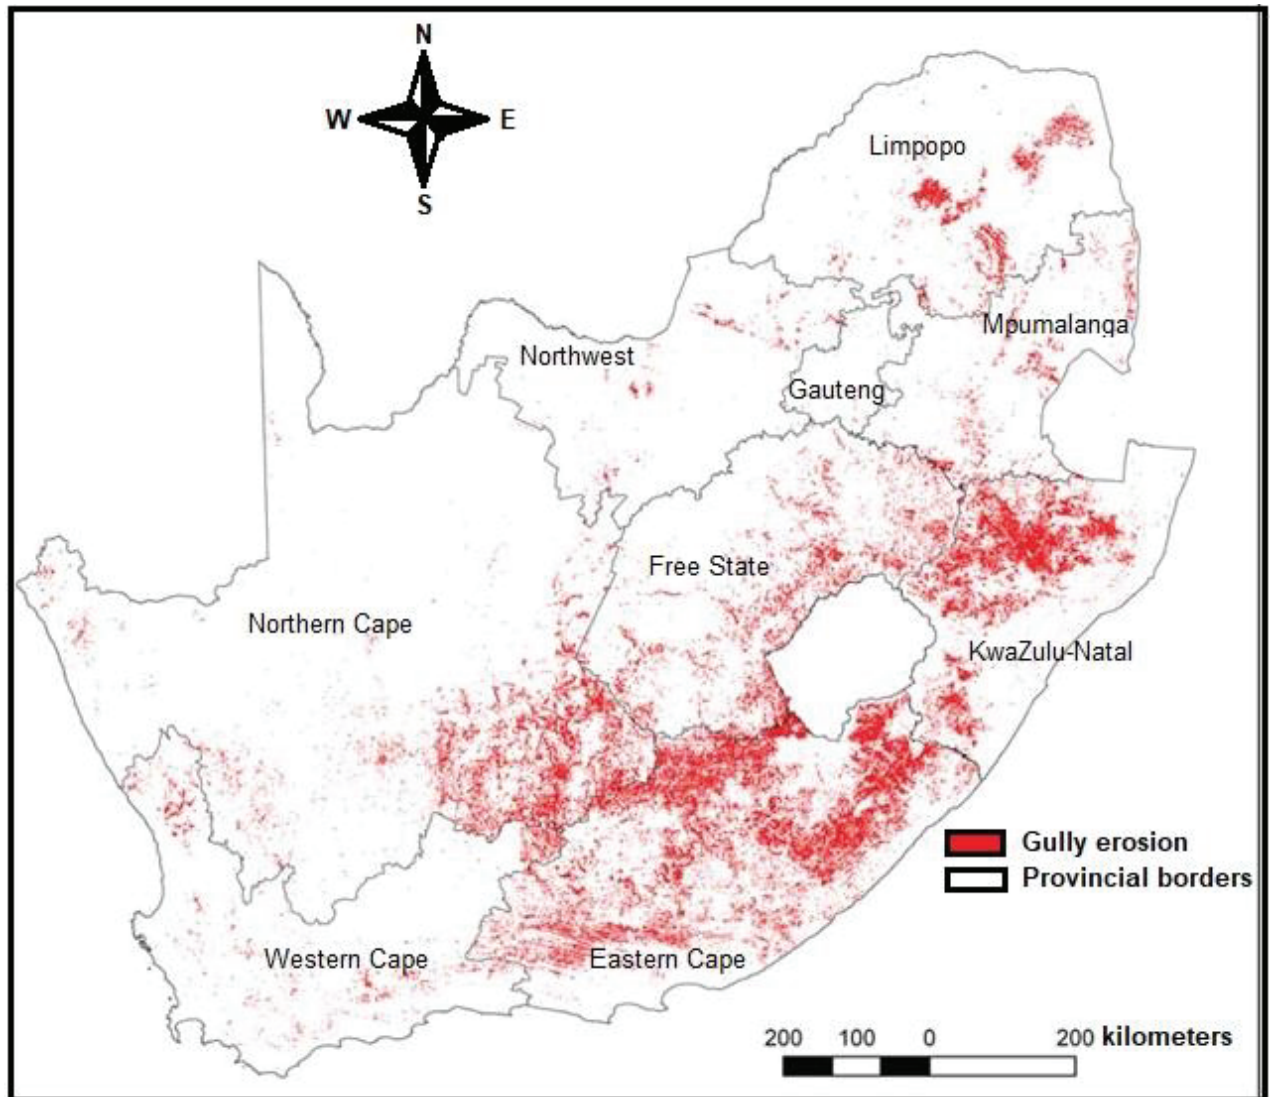 N
W E
S
Limpopo
Mpumalanga
Northwest
Gauteng
Free State
Northern Cape
KwaZulu-Natal
Gully erosion
Provincial borders
Western Cape
Eastern Cape
200 100 0 200 kilometers